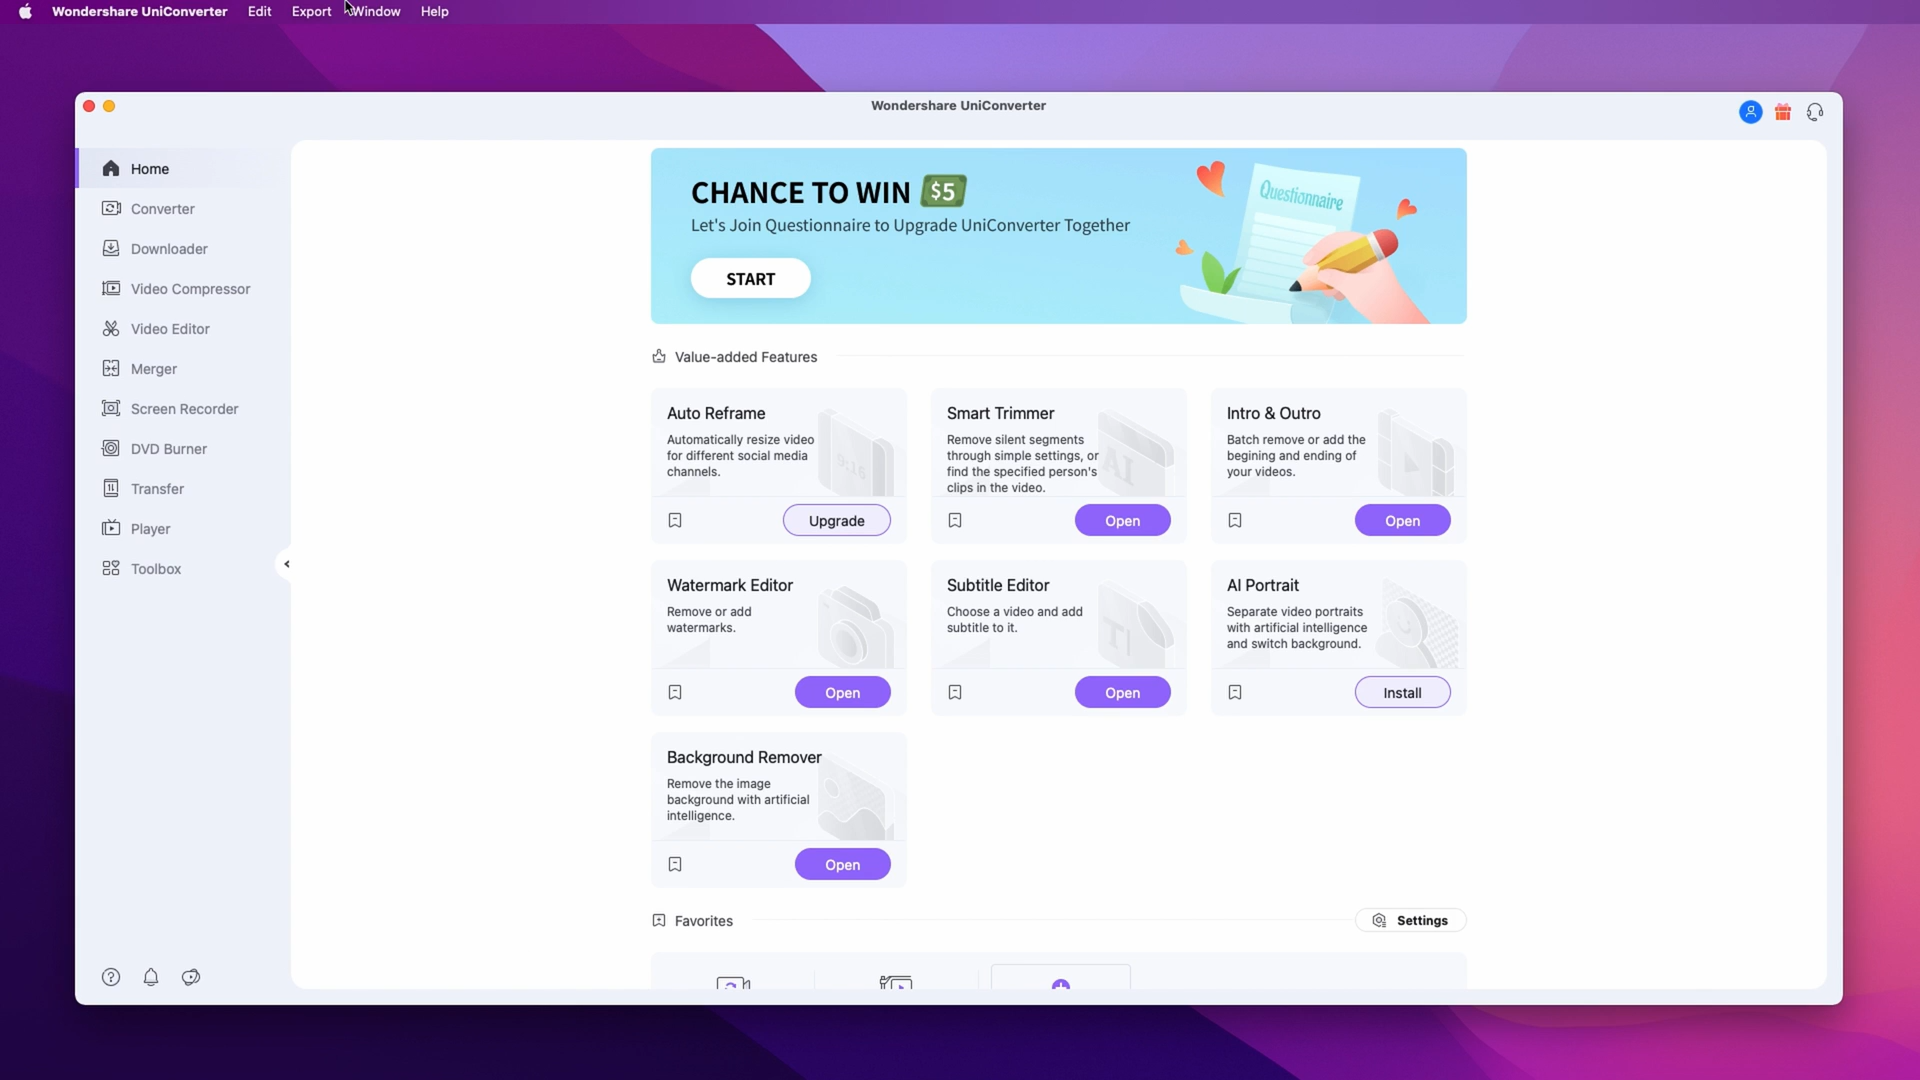 Wondershare UniConverter Edit Export Window Help
Wondershare UniConverter
Home
Converter
Downloader
Video Compressor
Video Editor
Merger
Screen Recorder
DVD Burner
Transfer
Player
Toolbox
CHANCE TO WIN $5
Let's Join Questionnaire to Upgrade UniConverter Together
START
Questionnaire
Value-added Features
Auto Reframe
Automatically resize video
for different social media
channels.
9:16
Upgrade
Smart Trimmer
Remove silent segments
through simple settings, or
find the specified person's
clips in the video.
AI
Open
Intro & Outro
Batch remove or add the
begining and ending of
your videos.
Open
Watermark Editor
Remove or add
watermarks.
Open
Subtitle Editor
Choose a video and add
subtitle to it.
TI
Open
AI Portrait
Separate video portraits
with artificial intelligence
and switch background.
Install
Background Remover
Remove the image
background with artificial
intelligence.
Open
Favorites
Settings